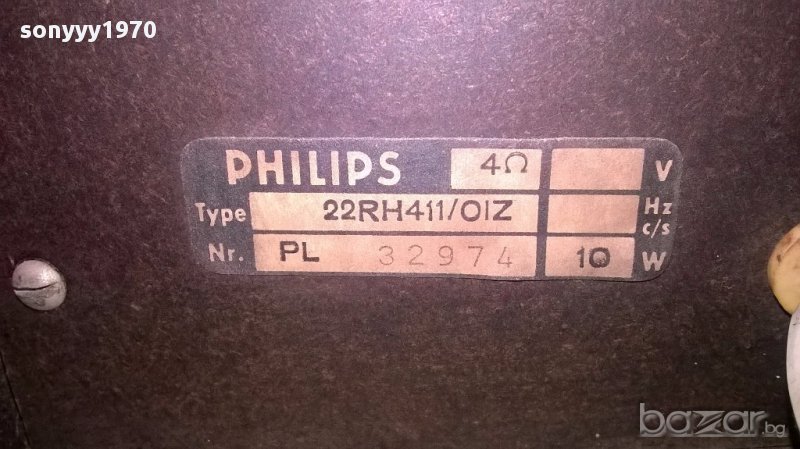 sonyyy1970
PHILIPS 4Ω V
Type 22RH411/01Z Hz c/s
Nr. PL 32974 10 W
bazar.bg